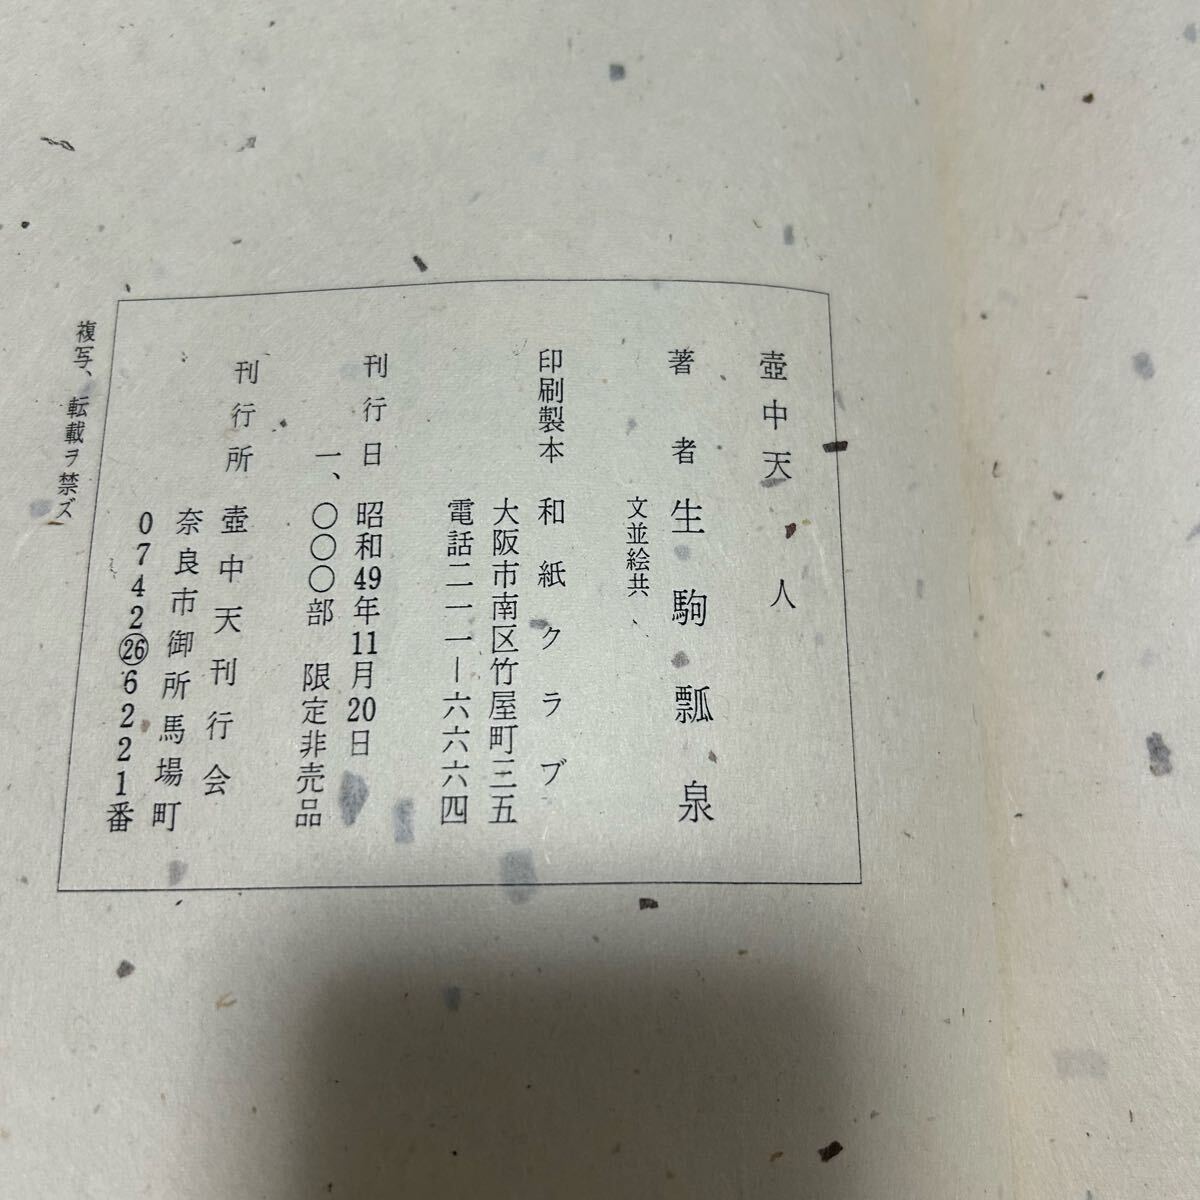 壺中天 人
著者 生駒瓢泉
文並絵共
印刷製本 和紙クラブ
大阪市南区竹屋町三五
電話二一一ー六六六四
刊行日 昭和49年11月20日
一、〇〇〇部 限定非売品
刊行所 壺中天刊行会
奈良市御所馬場町
0742㉖6221番
複写、転載ヲ禁ズ